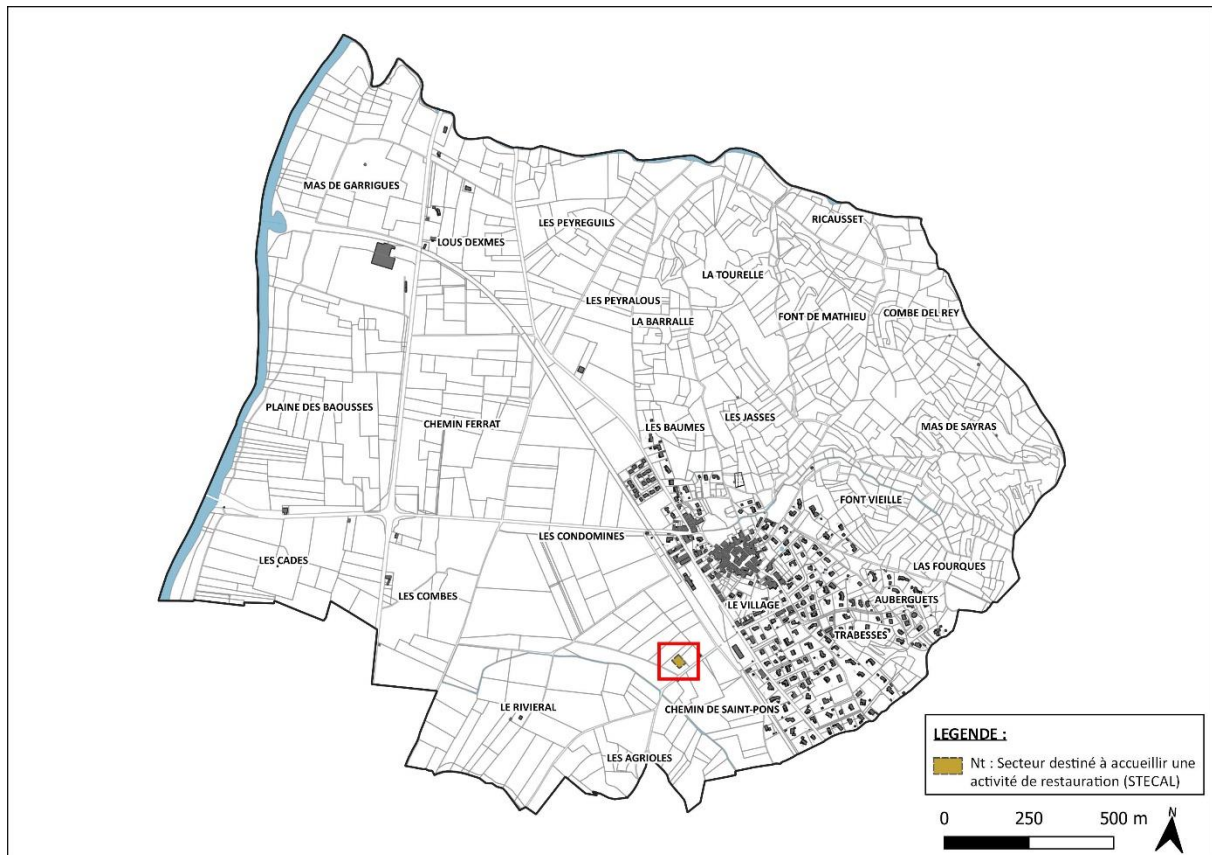 MAS DE GARRIGUES
LOUS DEXMES
LES PEYREGUILS
RICAUSSET
LA TOURELLE
LES PEYRALOUS
LA BARRALLE
FONT DE MATHIEU
COMBE DEL REY
PLAINE DES BAOUSSES
CHEMIN FERRAT
LES BAUMES
LES JASSES
MAS DE SAYRAS
FONT VIEILLE
LES CONDOMINES
LES CADES
LAS FOURQUES
LES COMBES
LE VILLAGE
AUBERGUETS
TRABESSES
LE RIVIERAL
CHEMIN DE SAINT-PONS
LES AGRIOLES
LEGENDE :
Nt : Secteur destiné à accueillir une
activité de restauration (STECAL)
0 250 500 m
N